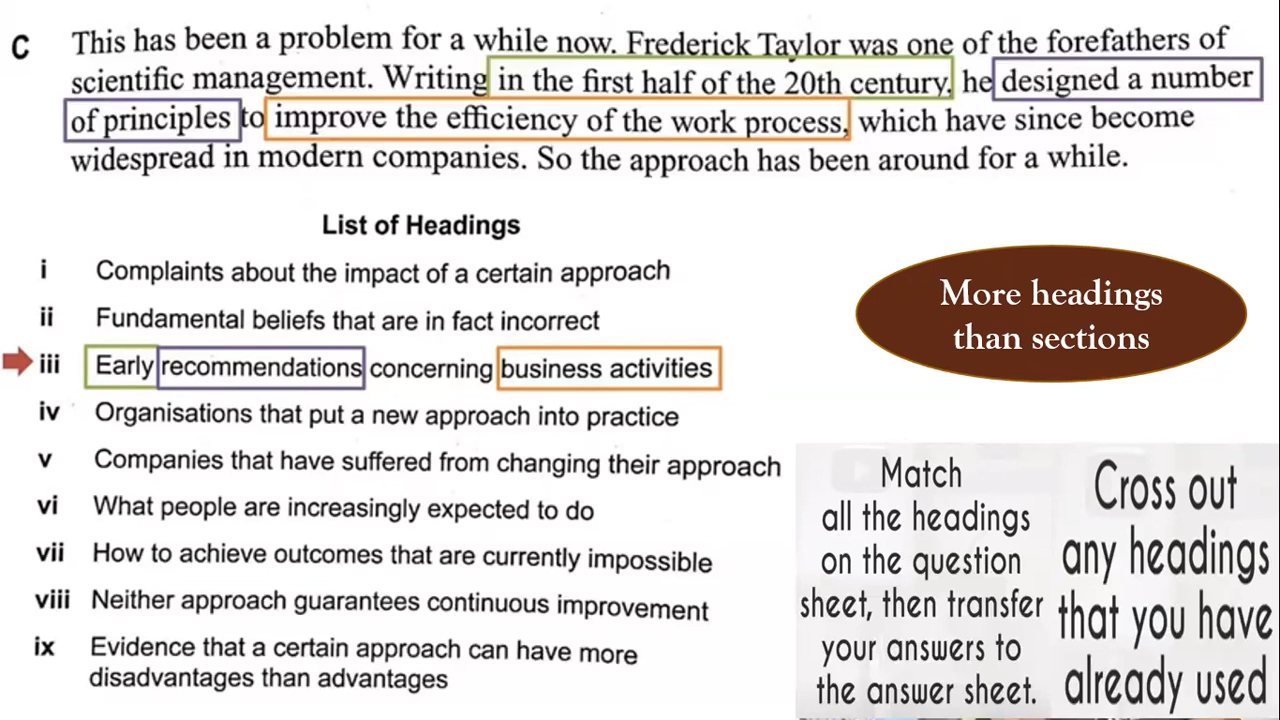 C This has been a problem for a while now. Frederick Taylor was one of the forefathers of
scientific management. Writing in the first half of the 20th century, he designed a number
of principles to improve the efficiency of the work process, which have since become
widespread in modern companies. So the approach has been around for a while.
List of Headings
i Complaints about the impact of a certain approach
ii Fundamental beliefs that are in fact incorrect
iii Early recommendations concerning business activities
iv Organisations that put a new approach into practice
v Companies that have suffered from changing their approach
vi What people are increasingly expected to do
vii How to achieve outcomes that are currently impossible
viii Neither approach guarantees continuous improvement
ix Evidence that a certain approach can have more
disadvantages than advantages
More headings
than sections
Match
all the headings
on the question
sheet, then transfer
your answers to
the answer sheet.
Cross out
any headings
that you have
already used